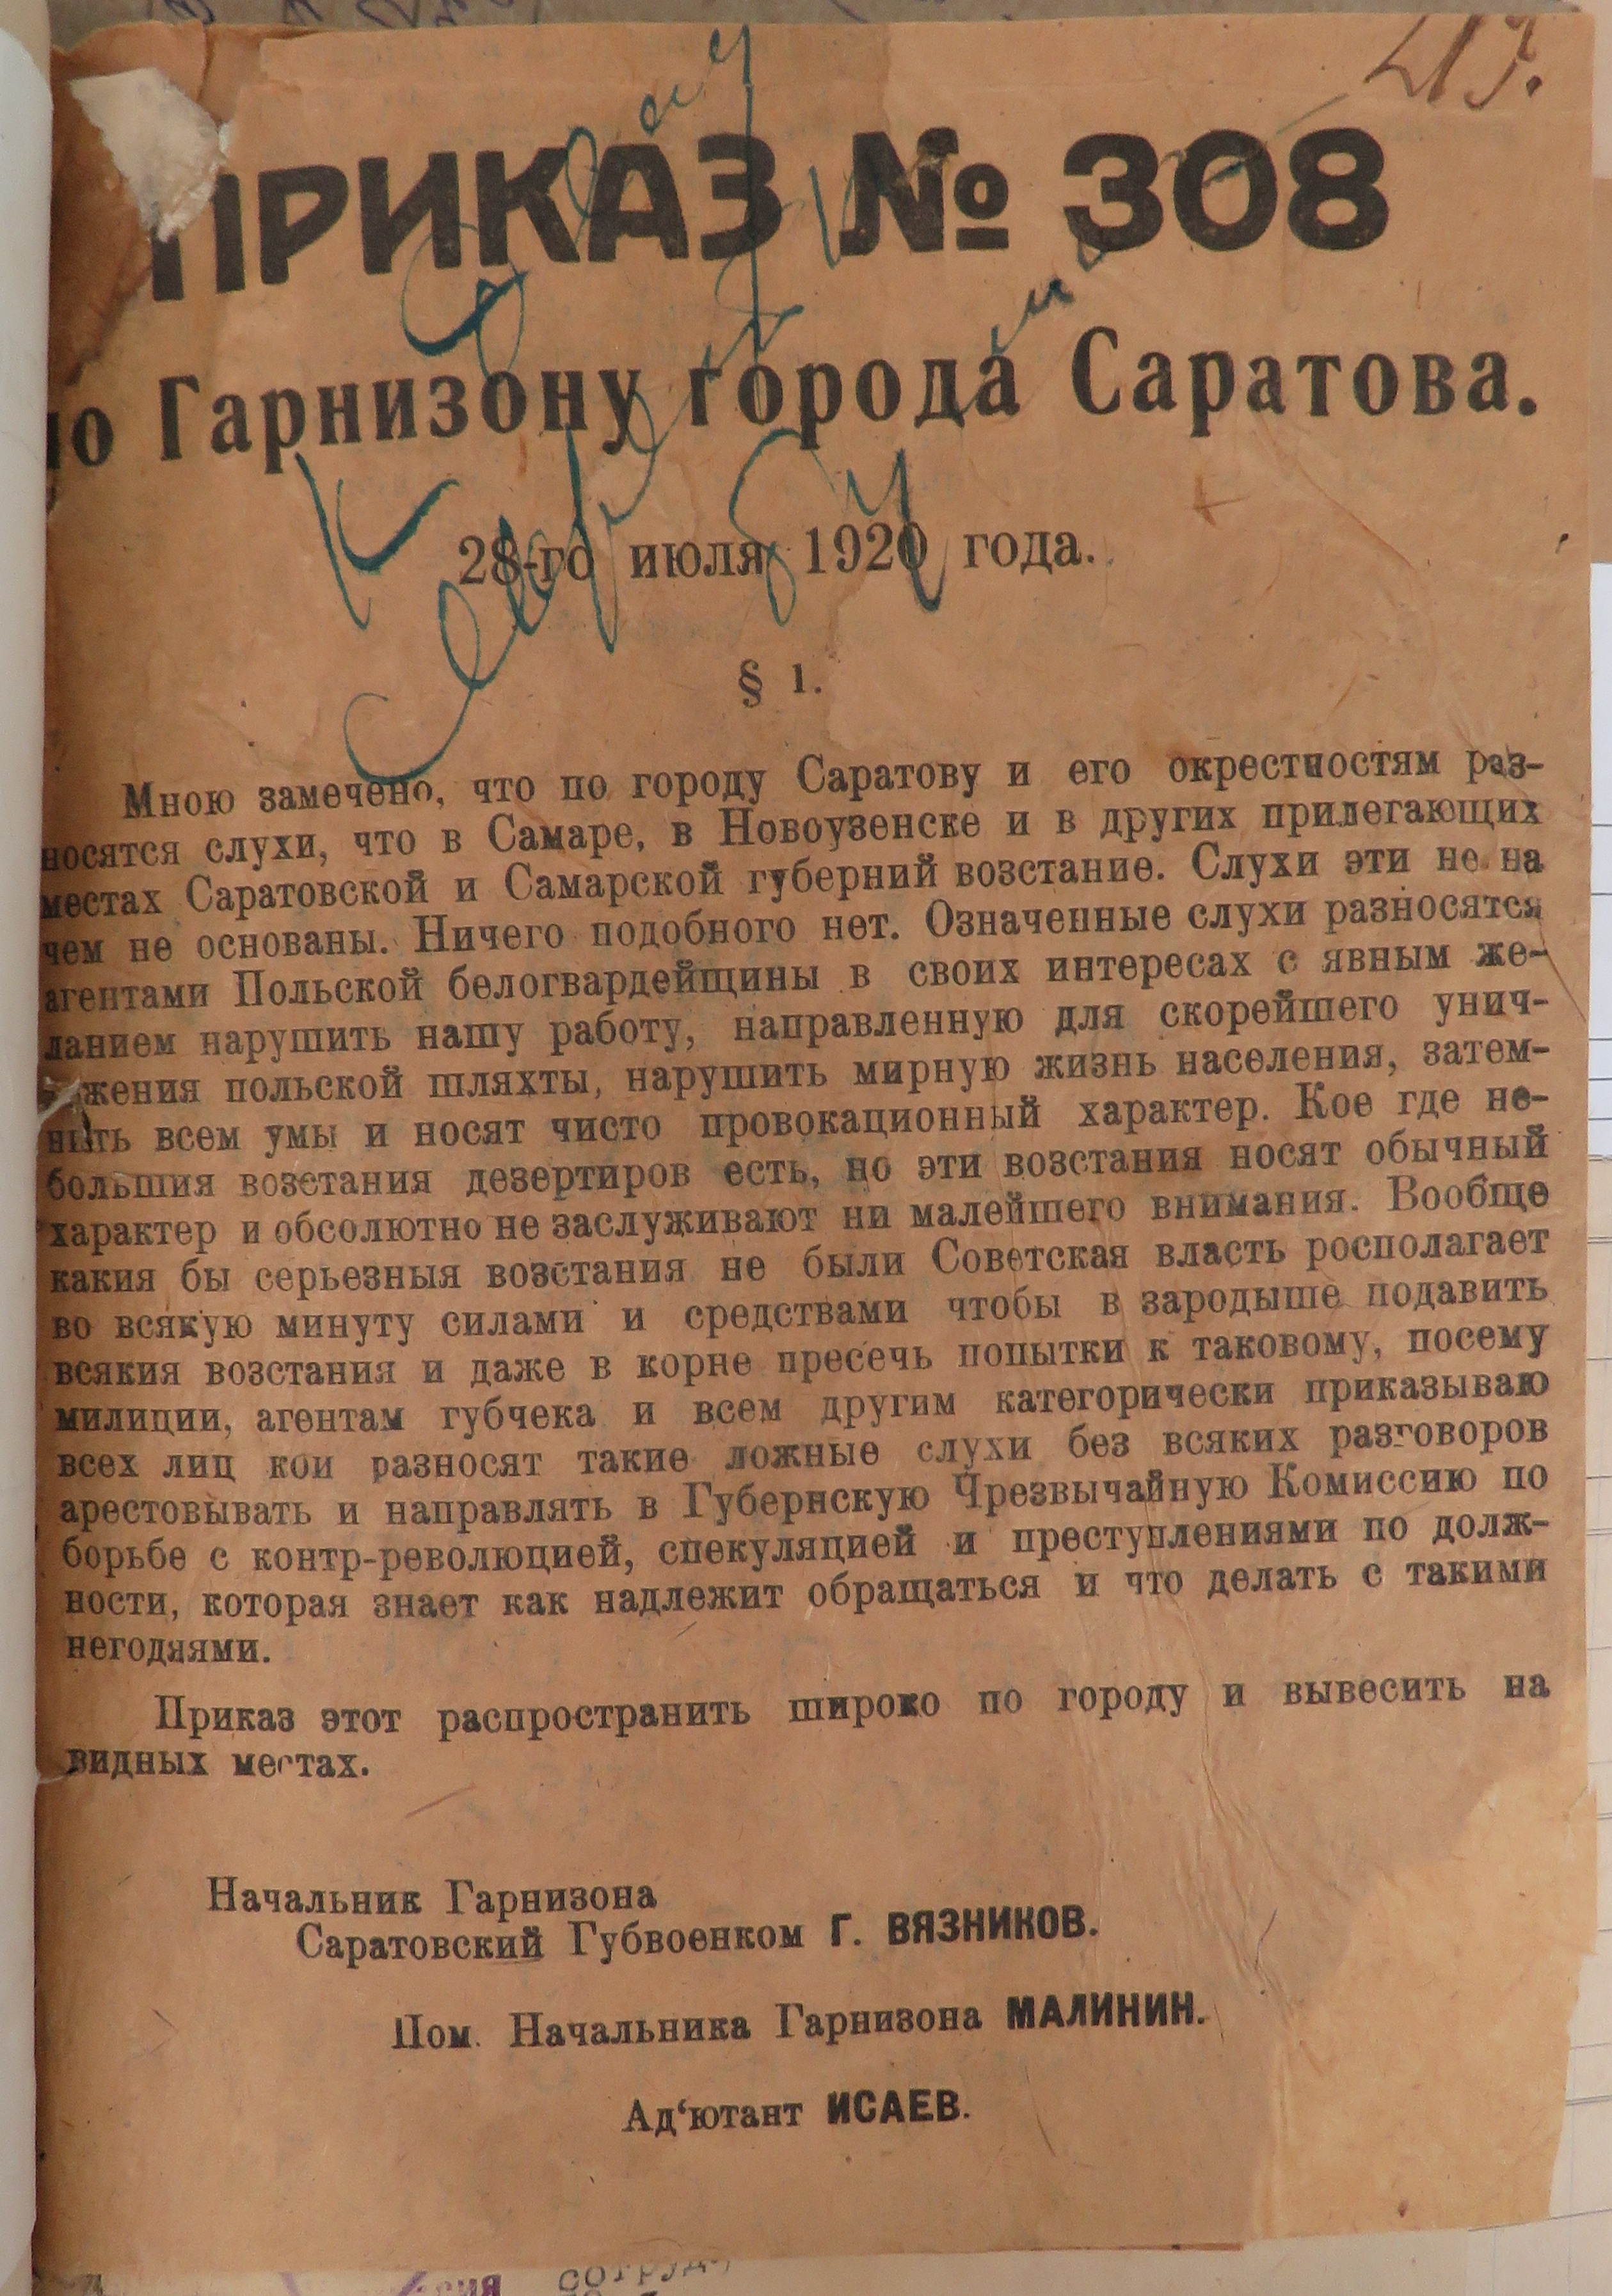 ПРИКАЗ № 308
по Гарнизону города Саратова.
28-го июля 1920 года.
§ 1.
Мною замечено, что по городу Саратову и его окрестностям раз-
носятся слухи, что в Самаре, в Новоузенске и в других прилегающих
местах Саратовской и Самарской губерний возстание. Слухи эти не на
чем не основаны. Ничего подобного нет. Означенные слухи разносятся
агентами Польской белогвардейщины в своих интересах с явным же-
ланием нарушить нашу работу, направленную для скорейшего унич-
жения польской шляхты, нарушить мирную жизнь населения, затем-
нить всем умы и носят чисто провокационный характер. Кое где не-
большия возстания дезертиров есть, но эти возстания носят обычный
характер и обсолютно не заслуживают ни малейшего внимания. Вообще
какия бы серьезныя возстания не были Советская власть росполагает
во всякую минуту силами и средствами чтобы в зародыше подавить
всякия возстания и даже в корне пресечь попытки к таковому, посему
милиции, агентам губчека и всем другим категорически приказываю
всех лиц кои разносят такие ложные слухи без всяких разговоров
арестовывать и направлять в Губернскую Чрезвычайную Комиссию по
борьбе с контр-революцией, спекуляцией и преступлениями по долж-
ности, которая знает как надлежит обращаться и что делать с такими
негодяями.
Приказ этот распространить широко по городу и вывесить на
видных местах.
Начальник Гарнизона
Саратовский Губвоенком Г. ВЯЗНИКОВ.
Пом. Начальника Гарнизона МАЛИНИН.
Ад‘ютант ИСАЕВ.